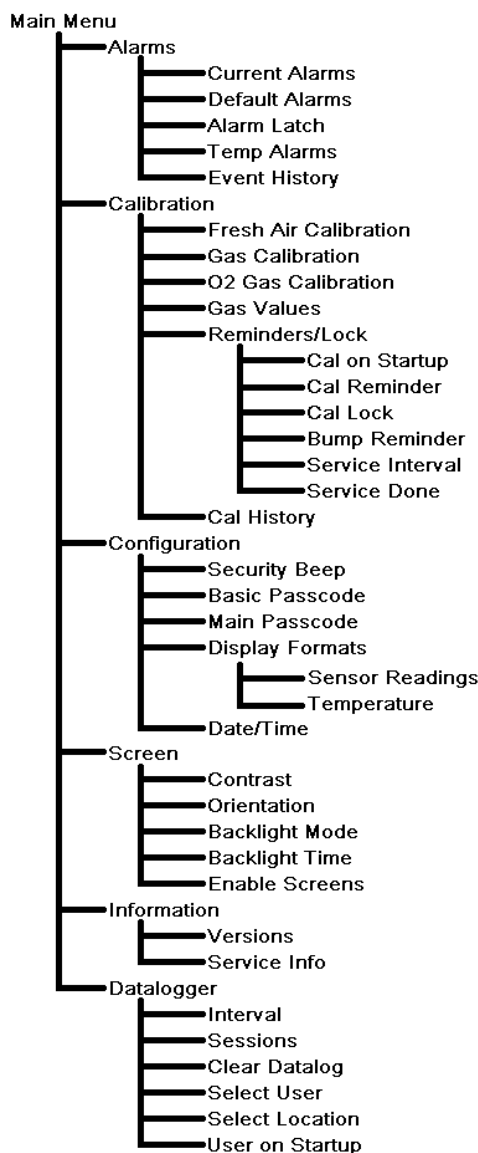 Main Menu
Alarms
Current Alarms
Default Alarms
Alarm Latch
Temp Alarms
Event History
Calibration
Fresh Air Calibration
Gas Calibration
O2 Gas Calibration
Gas Values
Reminders/Lock
Cal on Startup
Cal Reminder
Cal Lock
Bump Reminder
Service Interval
Service Done
Cal History
Configuration
Security Beep
Basic Passcode
Main Passcode
Display Formats
Sensor Readings
Temperature
Date/Time
Screen
Contrast
Orientation
Backlight Mode
Backlight Time
Enable Screens
Information
Versions
Service Info
Datalogger
Interval
Sessions
Clear Datalog
Select User
Select Location
User on Startup